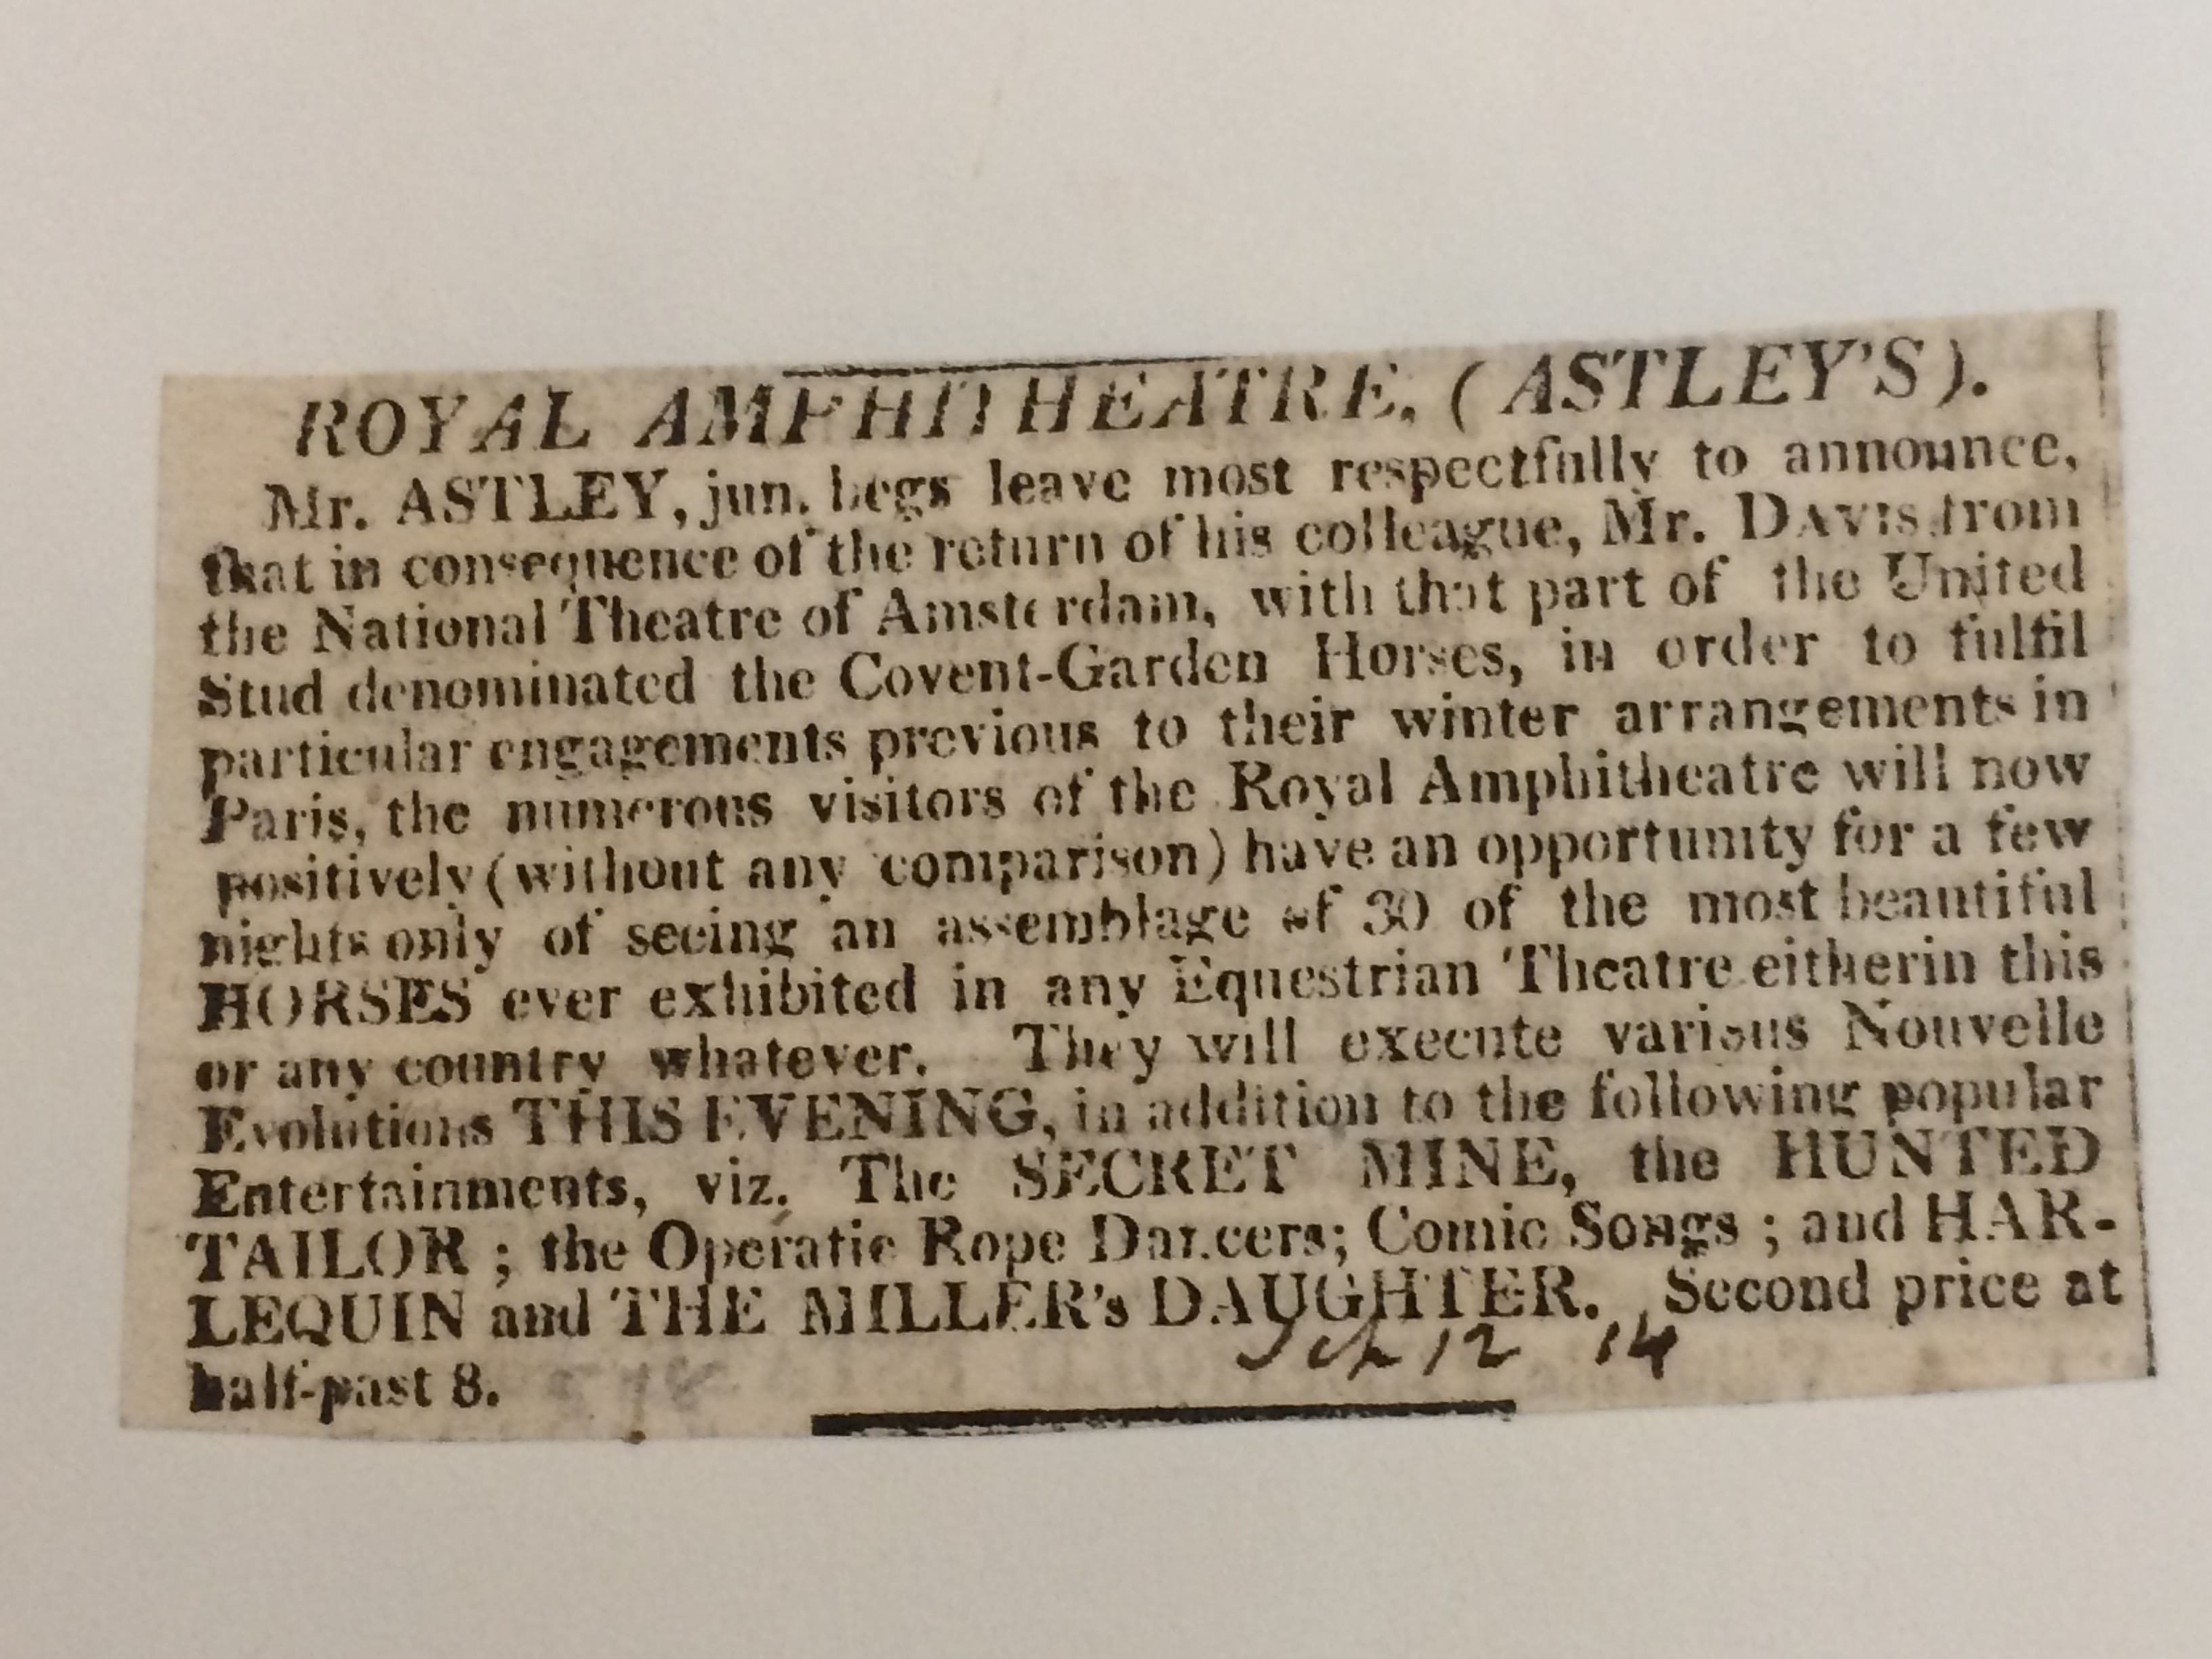 ROYAL AMPHITHEATRE, (ASTLEY'S).
Mr. ASTLEY, jun. begs leave most respectfully to announce,
that in consequence of the return of his colleague, Mr. DAVIS from
the National Theatre of Amsterdam, with that part of the United
Stud denominated the Covent-Garden Horses, in order to fulfil
particular engagements previous to their winter arrangements in
Paris, the numerous visitors of the Royal Amphitheatre will now
positively (without any comparison) have an opportunity for a few
nights only of seeing an assemblage of 30 of the most beautiful
HORSES ever exhibited in any Equestrian Theatre either in this
or any country whatever. They will execute various Nouvelle
Evolutions THIS EVENING, in addition to the following popular
Entertainments, viz. The SECRET MINE, the HUNTED
TAILOR ; the Operatic Rope Dancers; Comic Songs ; and HAR-
LEQUIN and THE MILLER's DAUGHTER. Second price at
half-past 8.
12 14